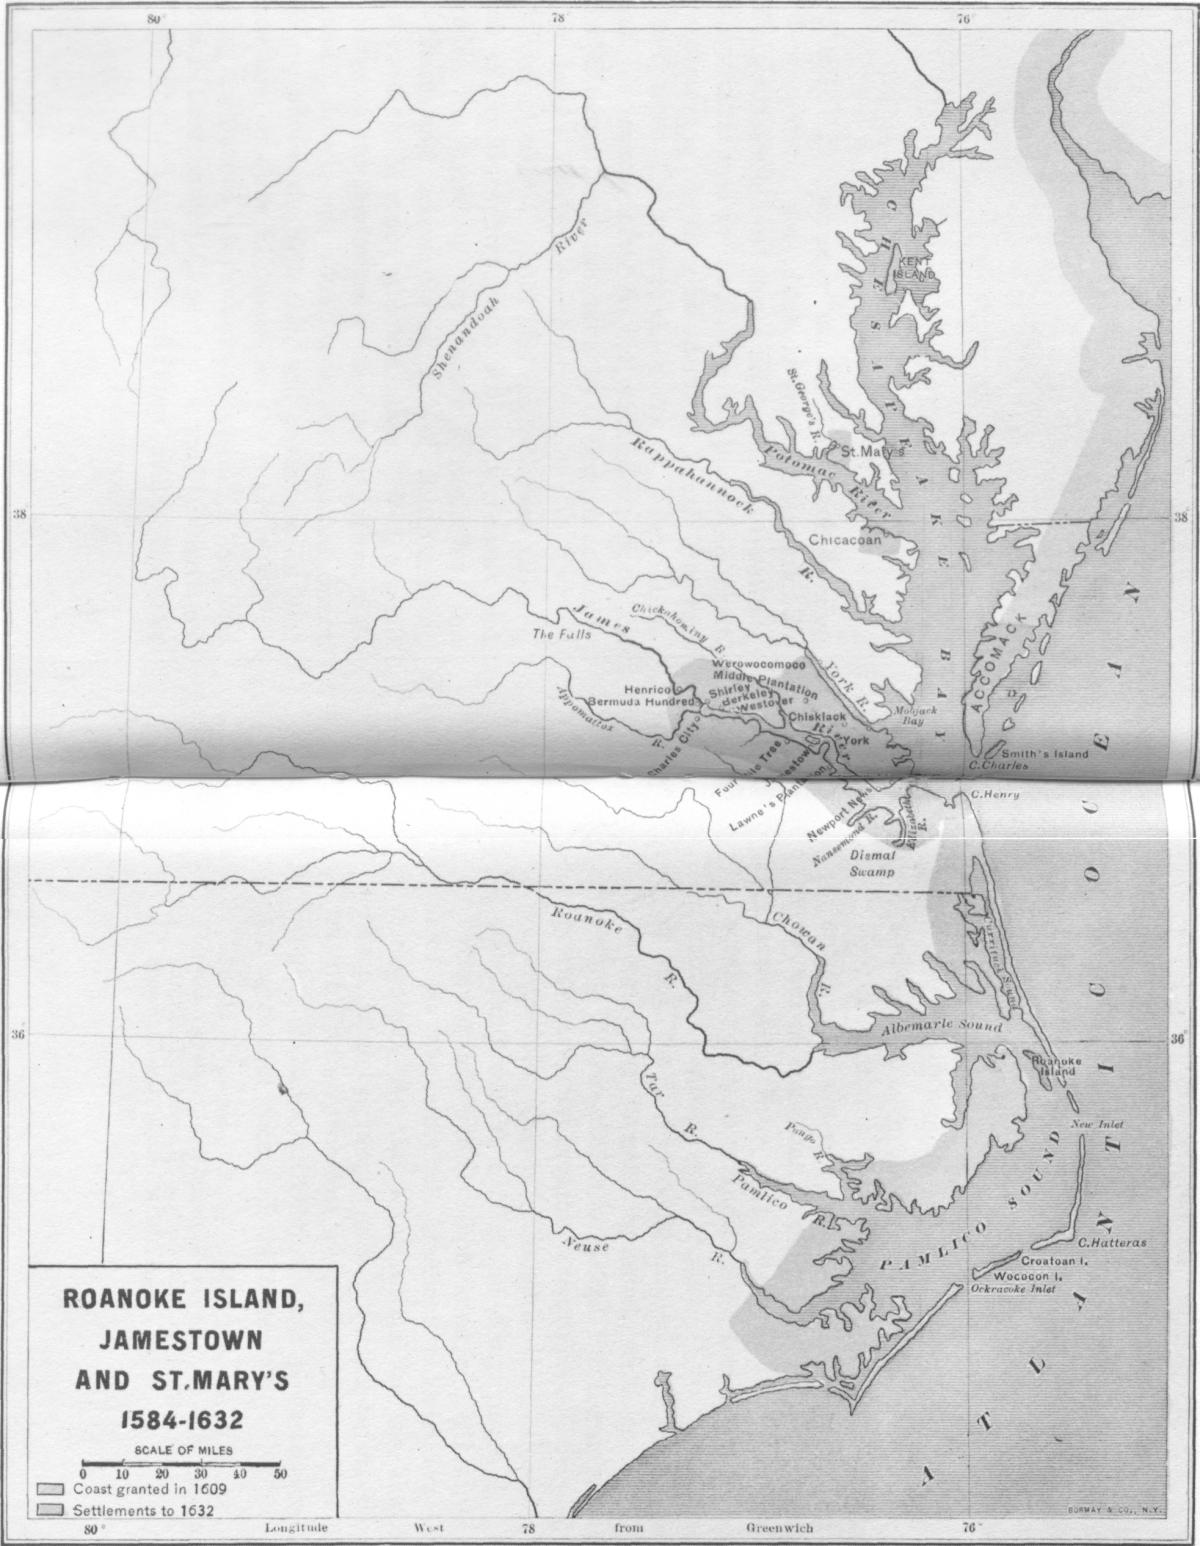 80°
78°
76°
CHESAPEAKE BAY
KENT
ISLAND
Shenandoah River
St. George's R.
St. Mary's
Potomac River
Rappahannock R.
38
38°
Chicacoan
James River
The Falls
Chickahominy R.
ACCOMACK
Werowocomoco
Middle Plantation
Henrico
Shirley
Bermuda Hundred
Berkeley
Westover
York R.
Appomattox R.
Chisklack
Mobjack
Bay
York
Charles City
Jamestown
Lawne's Plantation
Smith's Island
C. Charles
C. Henry
Newport News
Nansemond R.
Elizabeth R.
Dismal
Swamp
Roanoke R.
Chowan R.
Currituck Sound
36°
36°
Albemarle Sound
Roanoke
Island
Tar R.
New Inlet
Pungo R.
Pamlico R.
PAMLICO SOUND
Neuse R.
C. Hatteras
Croatoan I.
Wococon I.
Ockracoke Inlet
ATLANTIC OCEAN
ROANOKE ISLAND,
JAMESTOWN
AND ST. MARY'S
1584-1632
SCALE OF MILES
0 10 20 30 40 50
Coast granted in 1609
Settlements to 1632
BORMAY & CO., N.Y.
80° Longitude West 78 from Greenwich 76°